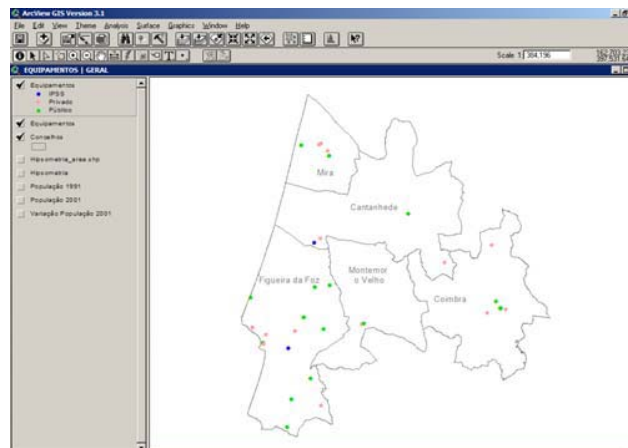 ArcView GIS Version 3.1
File Edit View Theme Analysis Surface Graphics Window Help
Scale 1: 384,196
EQUIPAMENTOS | GERAL
Equipamentos
IPSS
Privado
Público
Equipamentos
Concelhos
Hipsometria_area.shp
Hipsometria
População 1991
População 2001
Variação População 2001
Mira
Cantanhede
Figueira da Foz
Montemor
o Velho
Coimbra